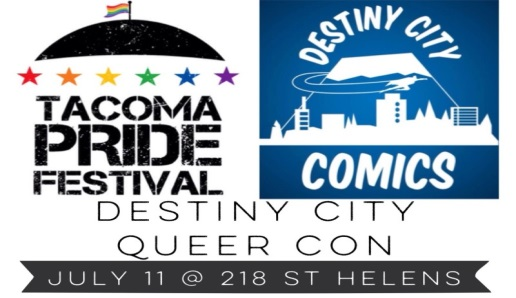 TACOMA
PRIDE
FESTIVAL
DESTINY CITY
COMICS
DESTINY CITY
QUEER CON
JULY 11 @ 218 ST HELENS